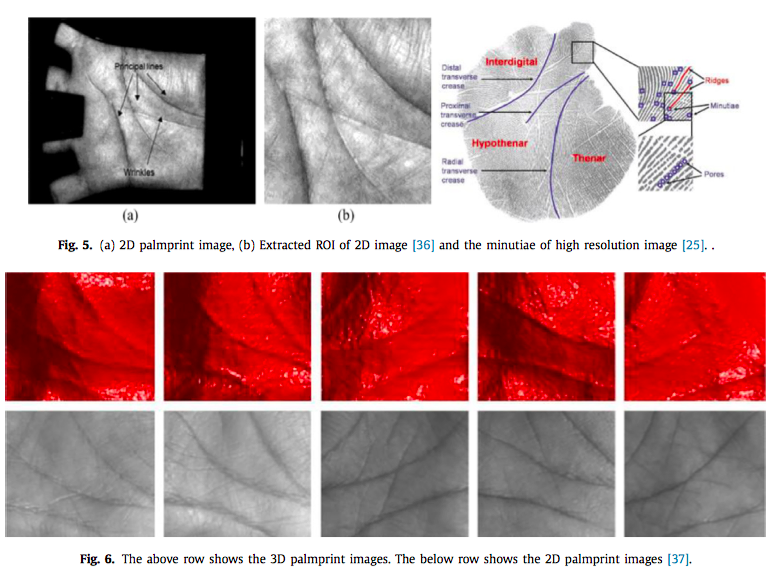 Principal lines
Wrinkles
(a)
(b)
Distal
transverse
crease
Proximal
transverse
crease
Radial
transverse
crease
Interdigital
Hypothenar
Thenar
Ridges
Minutiae
Pores
Fig. 5. (a) 2D palmprint image, (b) Extracted ROI of 2D image [36] and the minutiae of high resolution image [25]. .
Fig. 6. The above row shows the 3D palmprint images. The below row shows the 2D palmprint images [37].